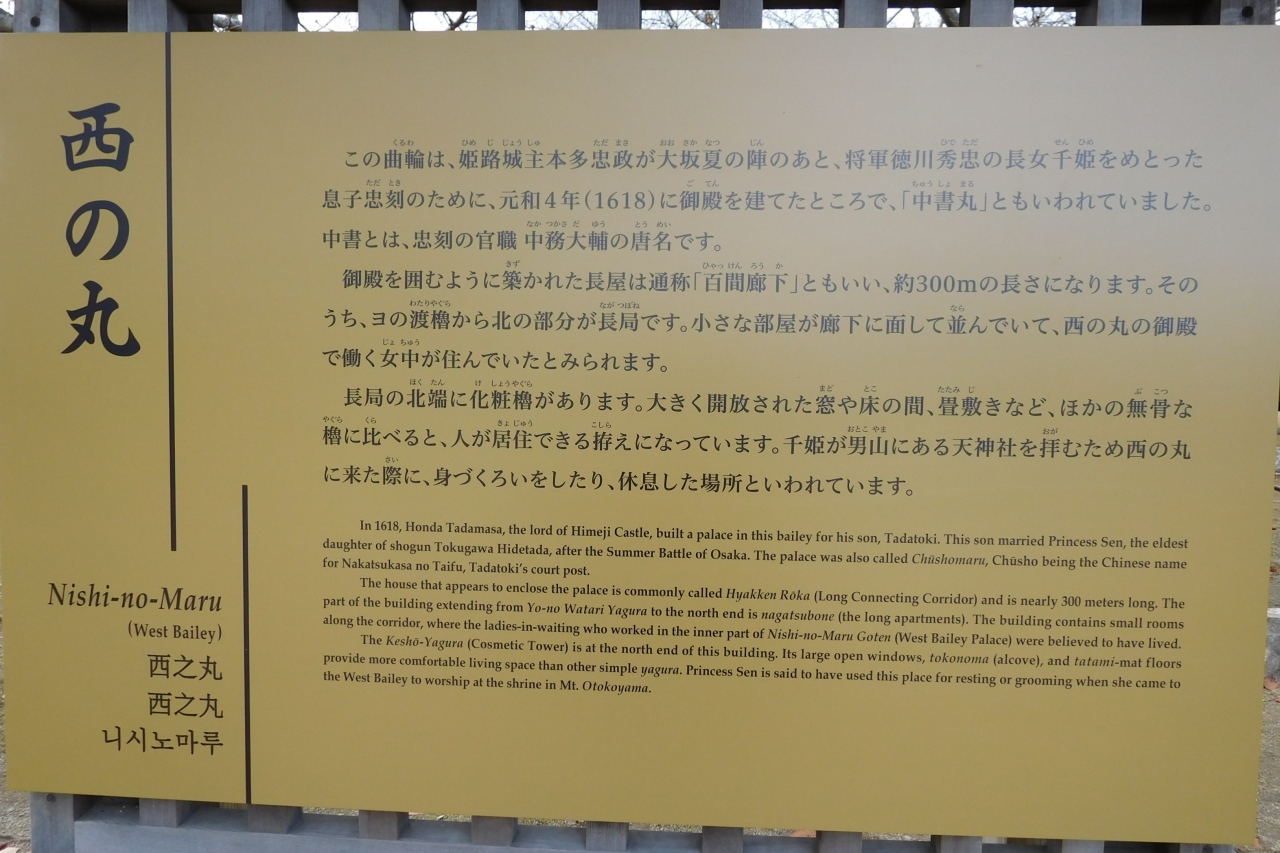 西の丸
この曲輪は、姫路城主本多忠政が大坂夏の陣のあと、将軍徳川秀忠の長女千姫をめとった
息子忠刻のために、元和4年(1618)に御殿を建てたところで、「中書丸」ともいわれていました。
中書とは、忠刻の官職 中務大輔の唐名です。
御殿を囲むように築かれた長屋は通称「百間廊下」ともいい、約300mの長さになります。その
うち、ヨの渡櫓から北の部分が長局です。小さな部屋が廊下に面して並んでいて、西の丸の御殿
で働く女中が住んでいたとみられます。
長局の北端に化粧櫓があります。大きく開放された窓や床の間、畳敷きなど、ほかの無骨な
櫓に比べると、人が居住できる拵えになっています。千姫が男山にある天神社を拝むため西の丸
に来た際に、身づくろいをしたり、休息した場所といわれています。
In 1618, Honda Tadamasa, the lord of Himeji Castle, built a palace in this bailey for his son, Tadatoki. This son married Princess Sen, the eldest
daughter of shogun Tokugawa Hidetada, after the Summer Battle of Osaka. The palace was also called Chūshomaru, Chūsho being the Chinese name
for Nakatsukasa no Taifu, Tadatoki's court post.
The house that appears to enclose the palace is commonly called Hyakken Rōka (Long Connecting Corridor) and is nearly 300 meters long. The
part of the building extending from Yo-no Watari Yagura to the north end is nagatsubone (the long apartments). The building contains small rooms
along the corridor, where the ladies-in-waiting who worked in the inner part of Nishi-no-Maru Goten (West Bailey Palace) were believed to have lived.
The Keshō-Yagura (Cosmetic Tower) is at the north end of this building. Its large open windows, tokonoma (alcove), and tatami-mat floors
provide more comfortable living space than other simple yagura. Princess Sen is said to have used this place for resting or grooming when she came to
the West Bailey to worship at the shrine in Mt. Otokoyama.
Nishi-no-Maru
(West Bailey)
西之丸
西之丸
니시노마루